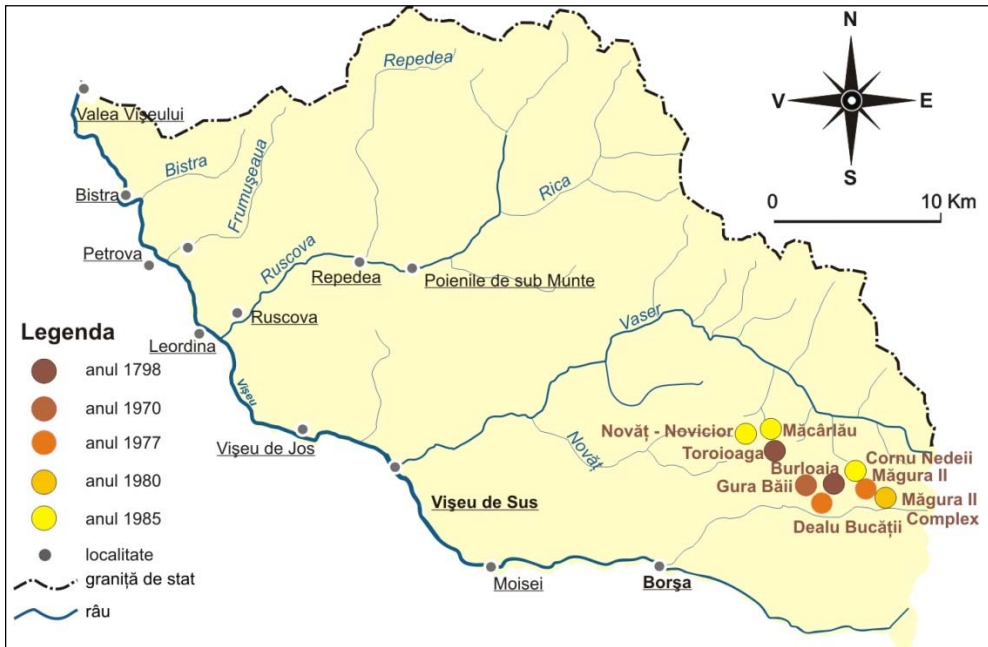 N
V
E
S
0
10 Km
Repedea
Valea Vişeului
Bistra
Frumuşeaua
Bistra
Rica
Petrova
Ruscova
Repedea
Poienile de sub Munte
Ruscova
Leordina
Vaser
Vişeu
Vişeu de Jos
Novăţ
Vişeu de Sus
Moisei
Borşa
Novăţ - Novicior
Măcârlău
Toroioaga
Burloaia
Cornu Nedeii
Gura Băii
Măgura II
Măgura II
Complex
Dealu Bucăţii
Legenda
anul 1798
anul 1970
anul 1977
anul 1980
anul 1985
localitate
graniţă de stat
râu